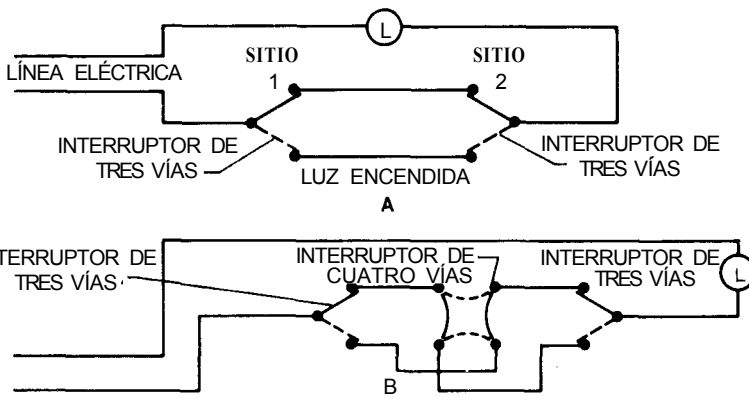 L
LÍNEA ELÉCTRICA
SITIO
1
SITIO
2
INTERRUPTOR DE
TRES VÍAS
INTERRUPTOR DE
TRES VÍAS
LUZ ENCENDIDA
A
TERRUPTOR DE
TRES VÍAS
INTERRUPTOR DE
CUATRO VÍAS
INTERRUPTOR DE
TRES VÍAS
L
B